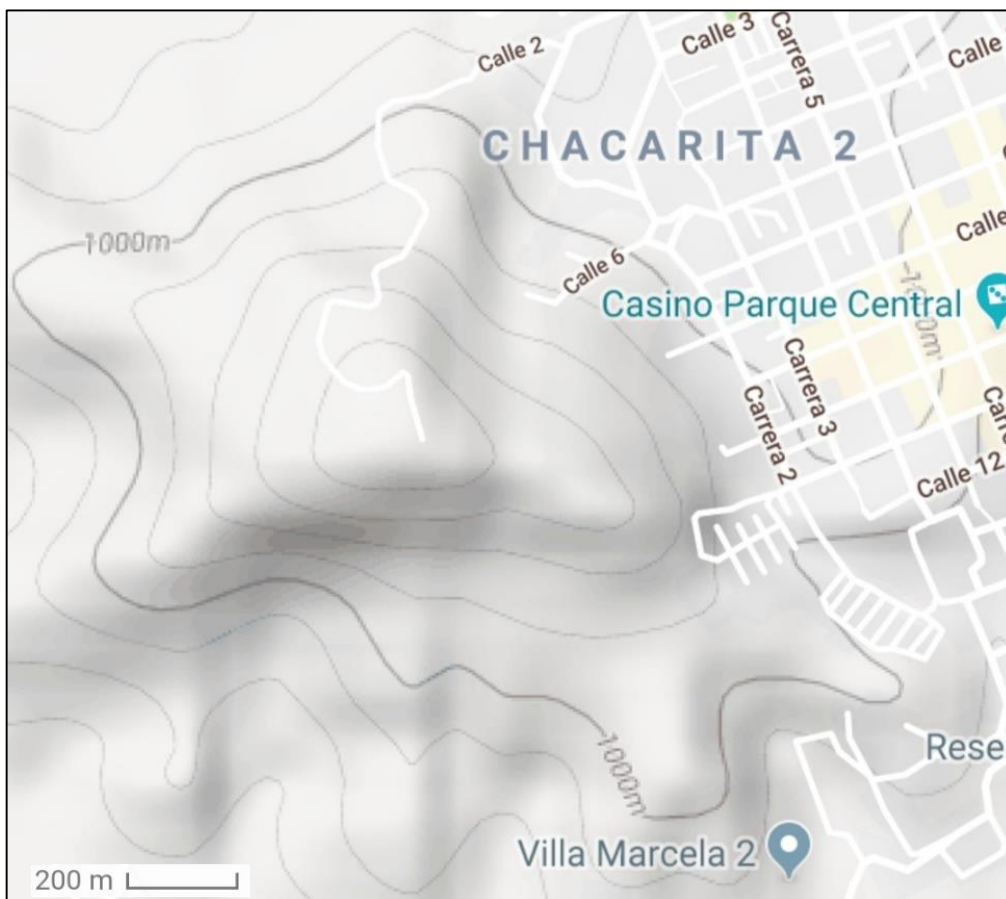 Calle 2
Calle 3
Carrera 5
Calle
CHACARITA 2
1000m
Calle
Calle 6
Casino Parque Central
Carrera 3
Carrera 2
Calle 12
1000m
Rese
Villa Marcela 2
200 m